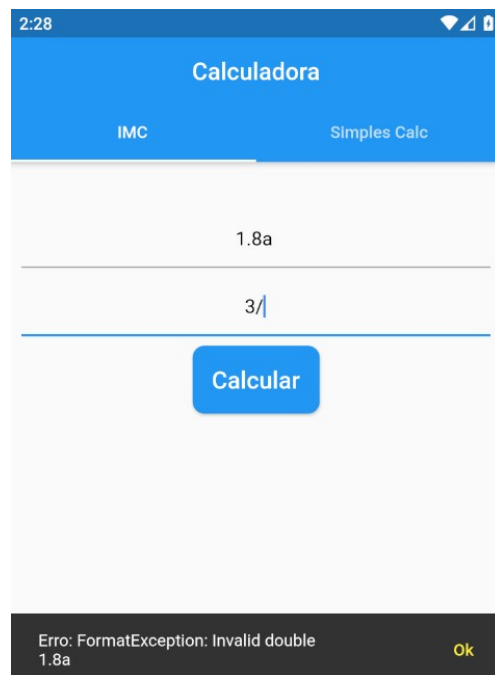 2:28
Calculadora
IMC
Simples Calc
1.8a
3/
Calcular
Erro: FormatException: Invalid double
1.8a
Ok